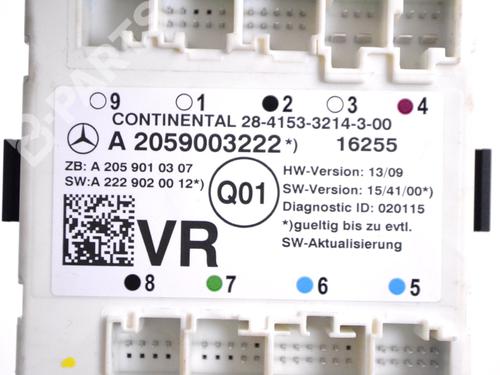 B-PARTS
9 1 2 3 4
CONTINENTAL 28-4153-3214-3-00
A 2059003222*) 16255
ZB: A 205 901 03 07
SW:A 222 902 00 12*)
Q01
HW-Version: 13/09
SW-Version: 15/41/00*)
Diagnostic ID: 020115
*)gueltig bis zu evtl.
SW-Aktualisierung
VR
8 7 6 5